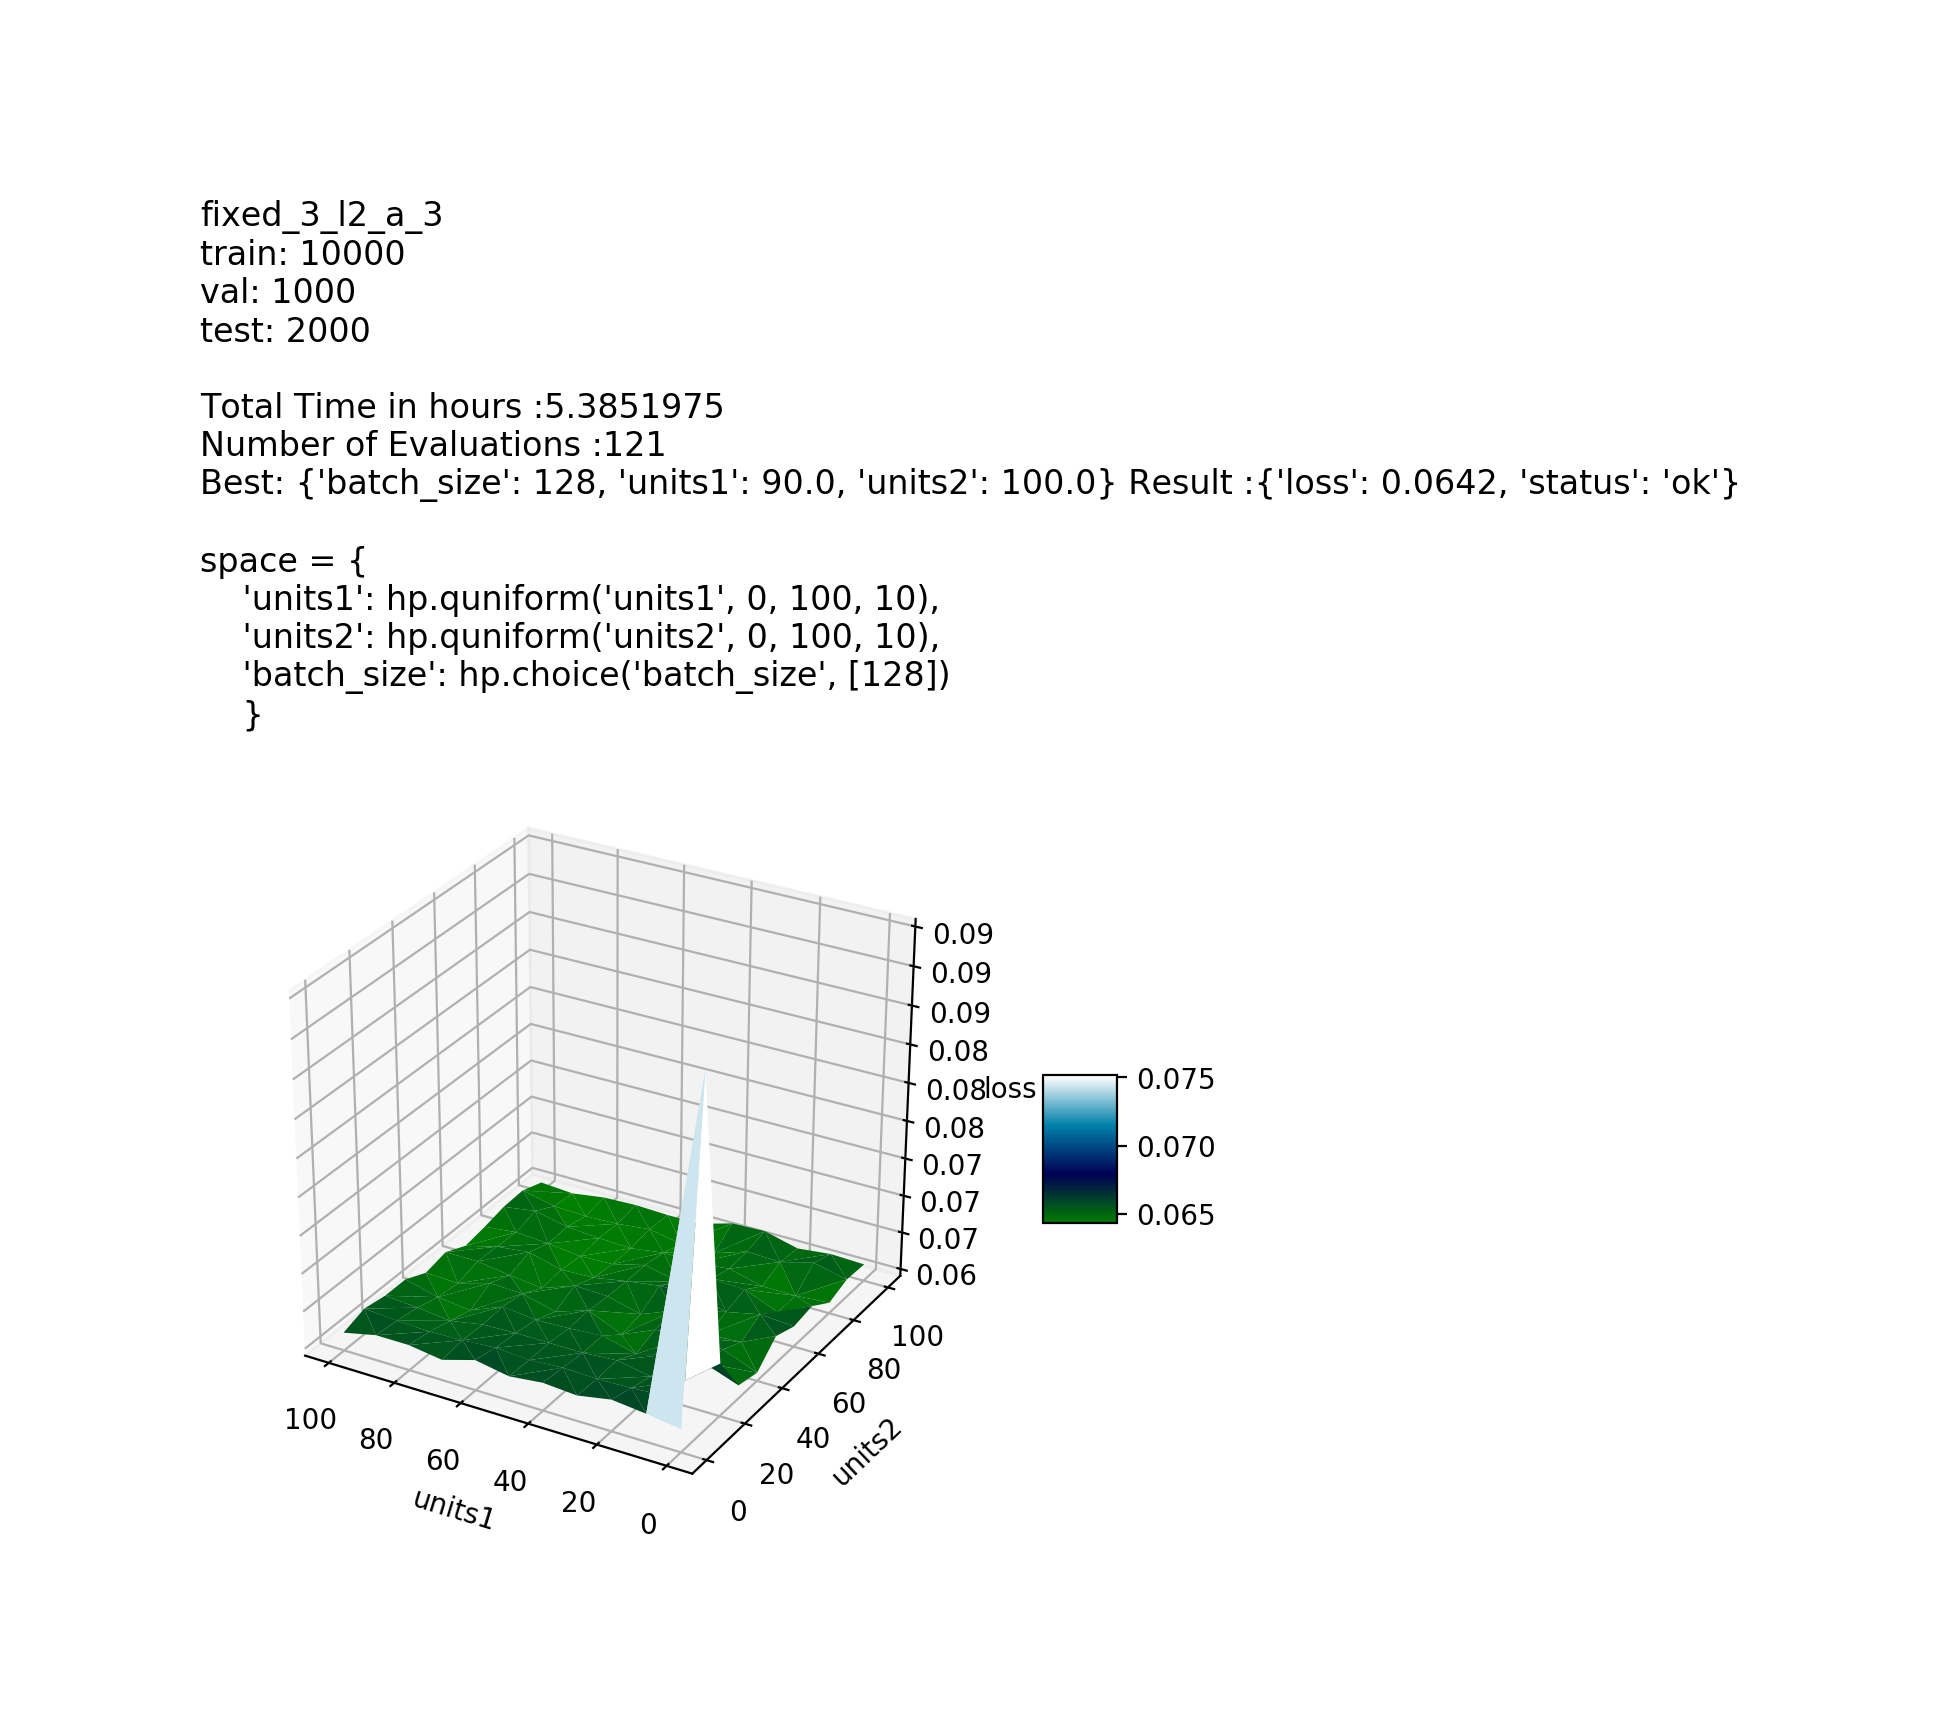 fixed_3_l2_a_3
train: 10000
val: 1000
test: 2000
Total Time in hours :5.3851975
Number of Evaluations :121
Best: {'batch_size': 128, 'units1': 90.0, 'units2': 100.0} Result :{'loss': 0.0642, 'status': 'ok'}
space = {
'units1': hp.quniform('units1', 0, 100, 10),
'units2': hp.quniform('units2', 0, 100, 10),
'batch_size': hp.choice('batch_size', [128])
}
0.09
0.09
0.09
0.08
0.08
0.08
0.07
0.07
0.07
0.06
loss
0.075
0.070
0.065
100
80
60
40
20
0
units1
100
80
60
40
20
0
units2